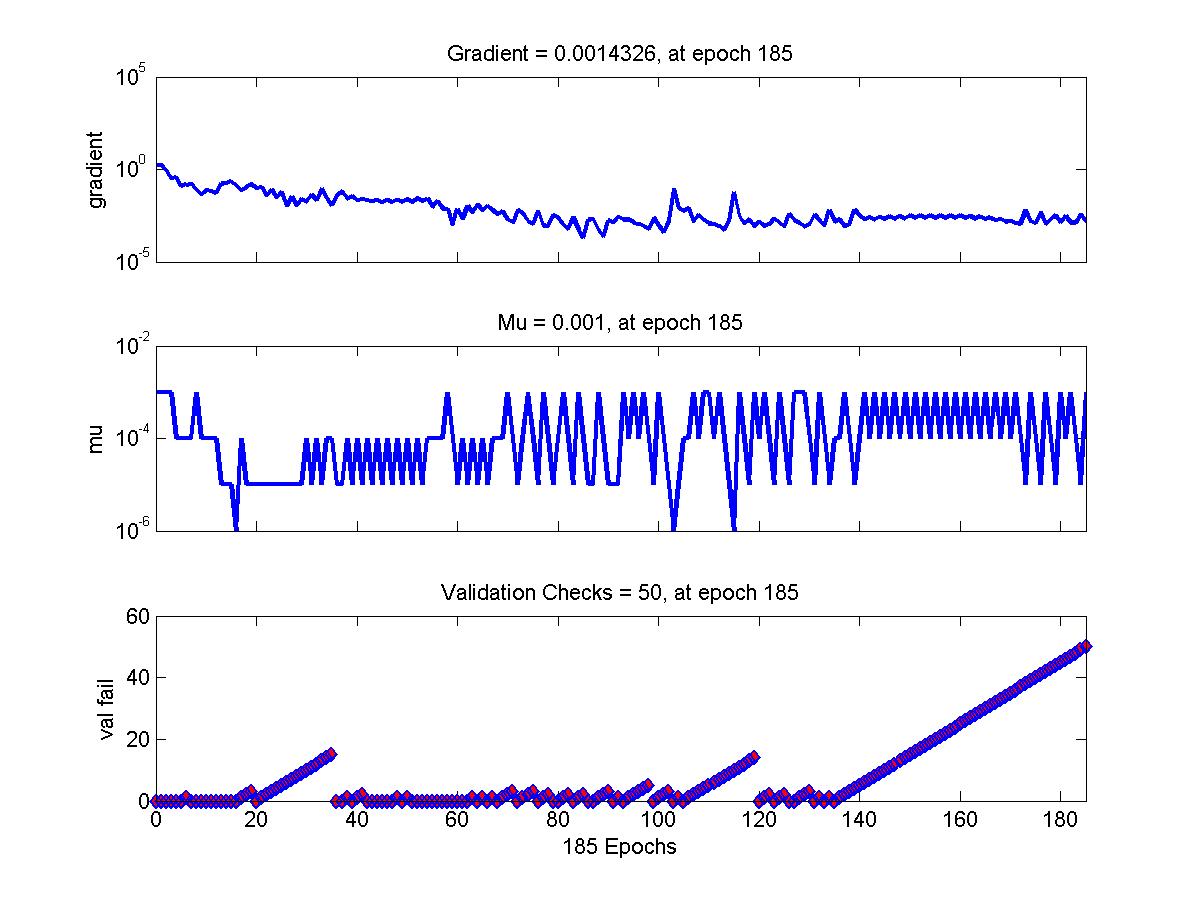 Gradient = 0.0014326, at epoch 185
10^5
10^0
10^-5
gradient
Mu = 0.001, at epoch 185
10^-2
10^-4
10^-6
mu
Validation Checks = 50, at epoch 185
60
40
20
0
val fail
0 20 40 60 80 100 120 140 160 180
185 Epochs